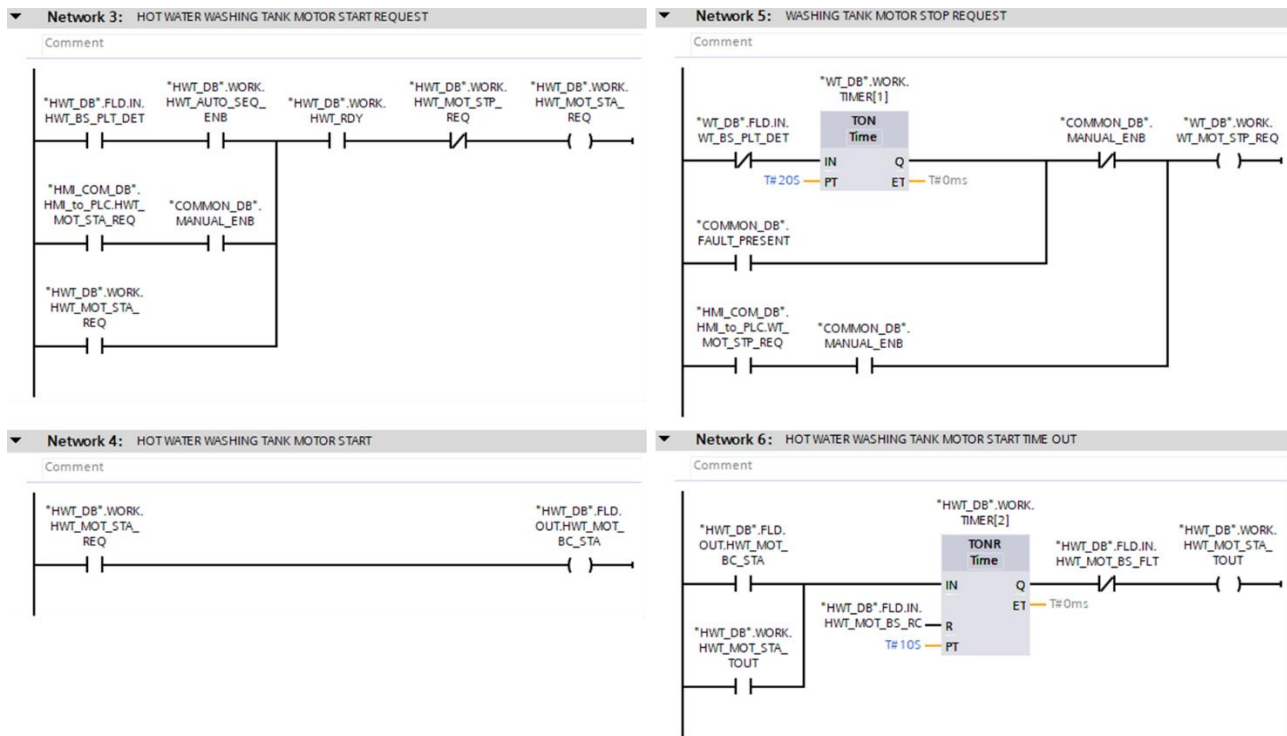 Network 3: HOT WATER WASHING TANK MOTOR START REQUEST
Comment
"HWT_DB".FLD.IN.
HWT_BS_PLT_DET
"HWT_DB".WORK.
HWT_AUTO_SEQ_
ENB
"HWT_DB".WORK.
HWT_RDY
"HWT_DB".WORK.
HWT_MOT_STP_
REQ
"HWT_DB".WORK.
HWT_MOT_STA_
REQ
"HMI_COM_DB".
HMI_to_PLC.HWT_
MOT_STA_REQ
"COMMON_DB".
MANUAL_ENB
"HWT_DB".WORK.
HWT_MOT_STA_
REQ
Network 4: HOT WATER WASHING TANK MOTOR START
Comment
"HWT_DB".WORK.
HWT_MOT_STA_
REQ
"HWT_DB".FLD.
OUT.HWT_MOT_
BC_STA
Network 5: WASHING TANK MOTOR STOP REQUEST
Comment
"WT_DB".FLD.IN.
WT_BS_PLT_DET
"WT_DB".WORK.
TIMER[1]
TON
Time
IN Q
T#20S PT ET T#0ms
"COMMON_DB".
MANUAL_ENB
"WT_DB".WORK.
WT_MOT_STP_REQ
"COMMON_DB".
FAULT_PRESENT
"HMI_COM_DB".
HMI_to_PLC.WT_
MOT_STP_REQ
"COMMON_DB".
MANUAL_ENB
Network 6: HOT WATER WASHING TANK MOTOR START TIME OUT
Comment
"HWT_DB".FLD.
OUT.HWT_MOT_
BC_STA
"HWT_DB".WORK.
TIMER[2]
TONR
Time
IN Q
ET T#0ms
"HWT_DB".FLD.IN.
HWT_MOT_BS_RC R
T#10S PT
"HWT_DB".FLD.IN.
HWT_MOT_BS_FLT
"HWT_DB".WORK.
HWT_MOT_STA_
TOUT
"HWT_DB".WORK.
HWT_MOT_STA_
TOUT